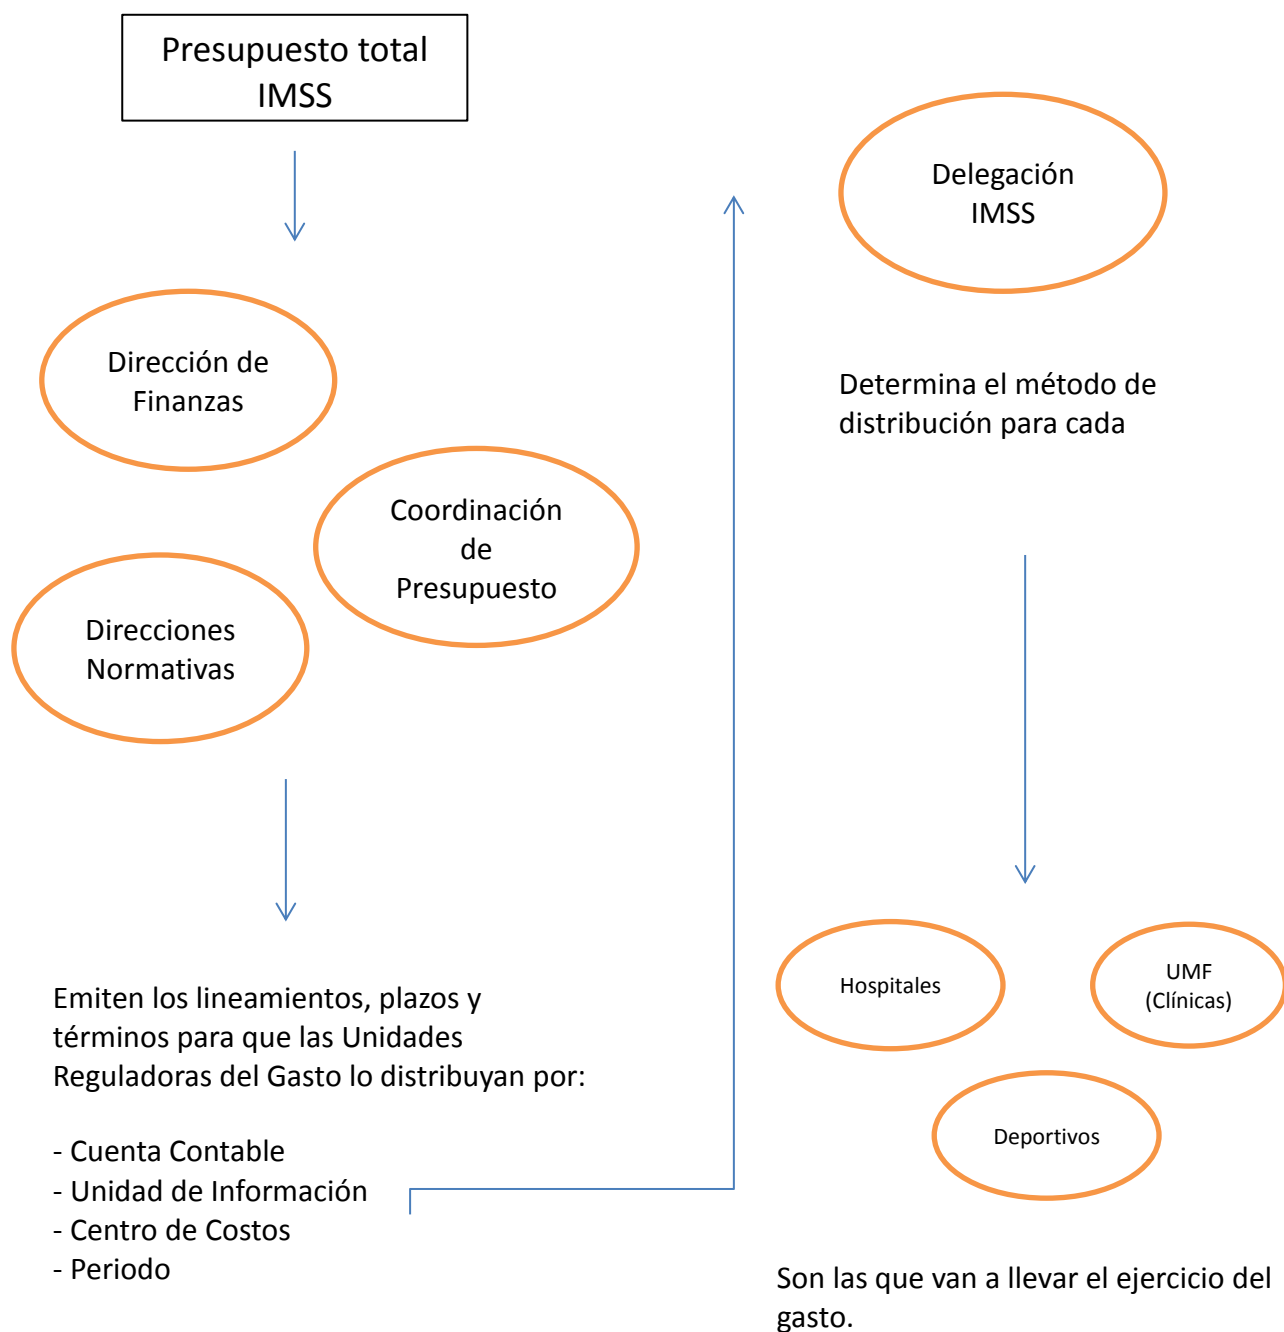 Presupuesto total
IMSS
Dirección de
Finanzas
Coordinación
de
Presupuesto
Direcciones
Normativas
Emiten los lineamientos, plazos y
términos para que las Unidades
Reguladoras del Gasto lo distribuyan por:
- Cuenta Contable
- Unidad de Información
- Centro de Costos
- Periodo
Delegación
IMSS
Determina el método de
distribución para cada
Hospitales
UMF
(Clínicas)
Deportivos
Son las que van a llevar el ejercicio del
gasto.